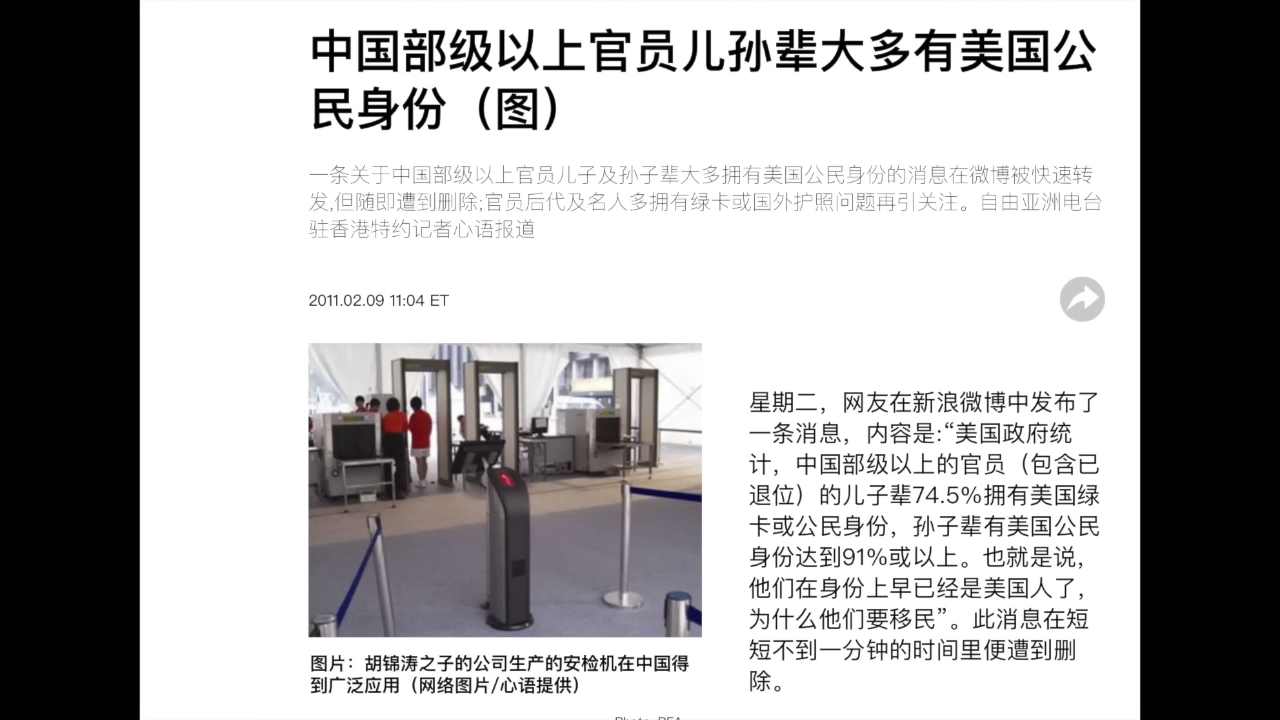 中国部级以上官员儿孙辈大多有美国公
民身份（图）
一条关于中国部级以上官员儿子及孙子辈大多拥有美国公民身份的消息在微博被快速转
发,但随即遭到删除;官员后代及名人多拥有绿卡或国外护照问题再引关注。自由亚洲电台
驻香港特约记者心语报道
2011.02.09 11:04 ET
星期二，网友在新浪微博中发布了
一条消息，内容是:“美国政府统
计，中国部级以上的官员（包含已
退位）的儿子辈74.5%拥有美国绿
卡或公民身份，孙子辈有美国公民
身份达到91%或以上。也就是说，
他们在身份上早已经是美国人了，
为什么他们要移民”。此消息在短
短不到一分钟的时间里便遭到删
除。
图片：胡锦涛之子的公司生产的安检机在中国得
到广泛应用（网络图片/心语提供）